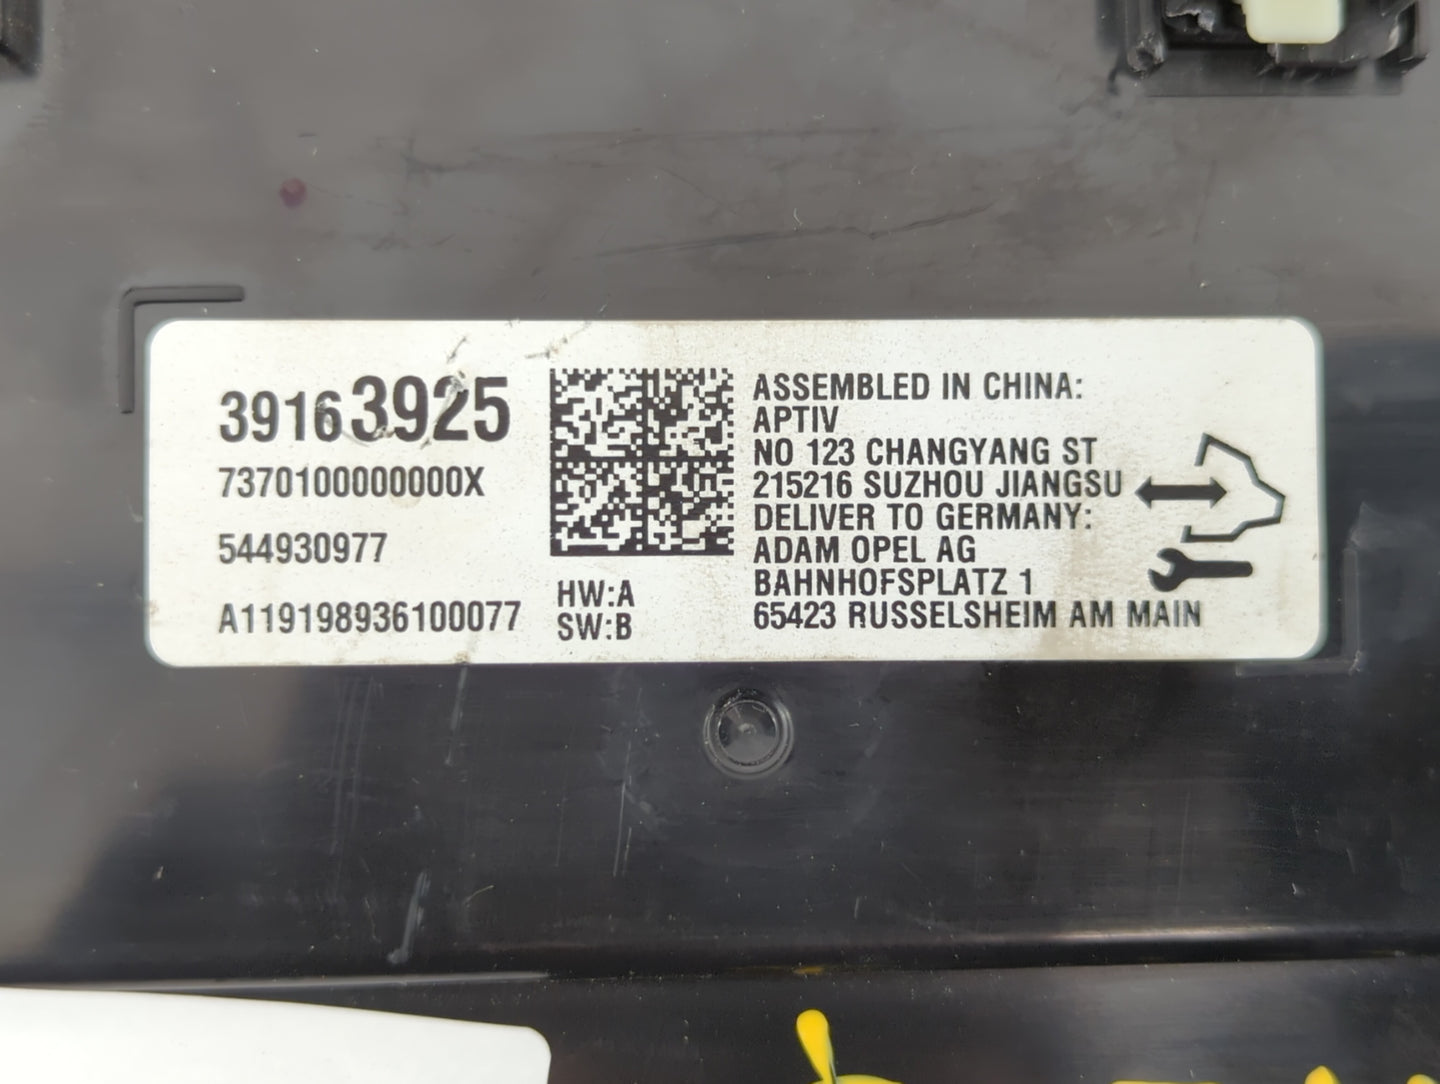 39163925
7370100000000X
544930977
A119198936100077
HW:A
SW:B
ASSEMBLED IN CHINA:
APTIV
NO 123 CHANGYANG ST
215216 SUZHOU JIANGSU
DELIVER TO GERMANY:
ADAM OPEL AG
BAHNHOFSPLATZ 1
65423 RUSSELSHEIM AM MAIN